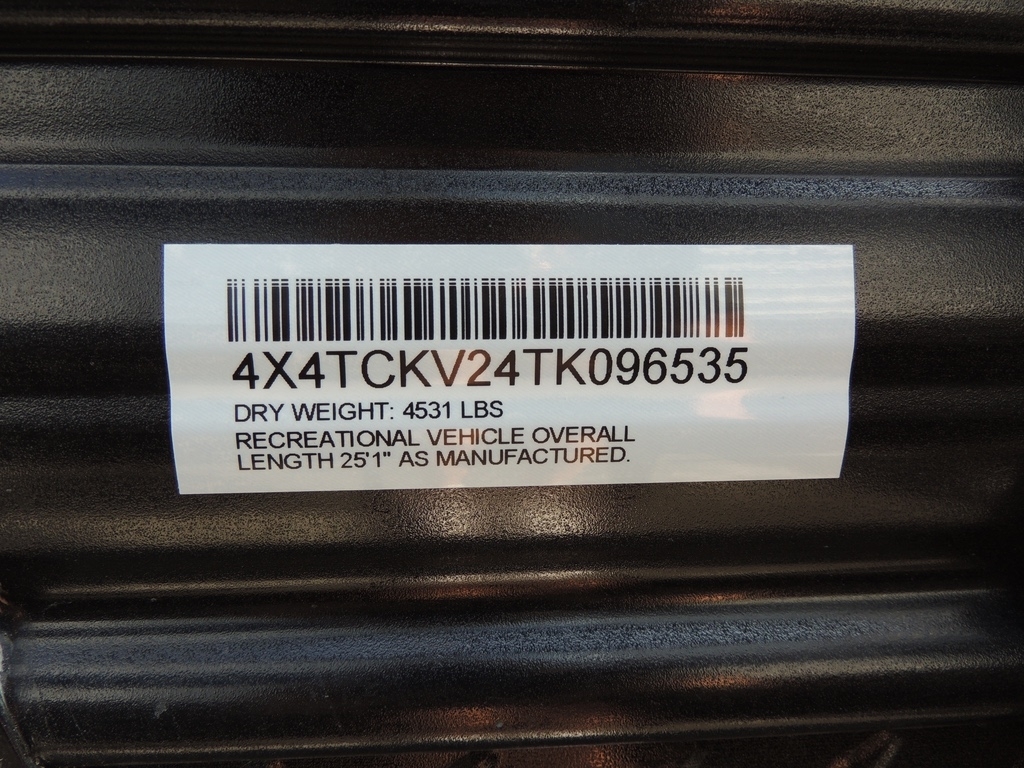 4X4TCKV24TK096535
DRY WEIGHT: 4531 LBS
RECREATIONAL VEHICLE OVERALL
LENGTH 25'1" AS MANUFACTURED.